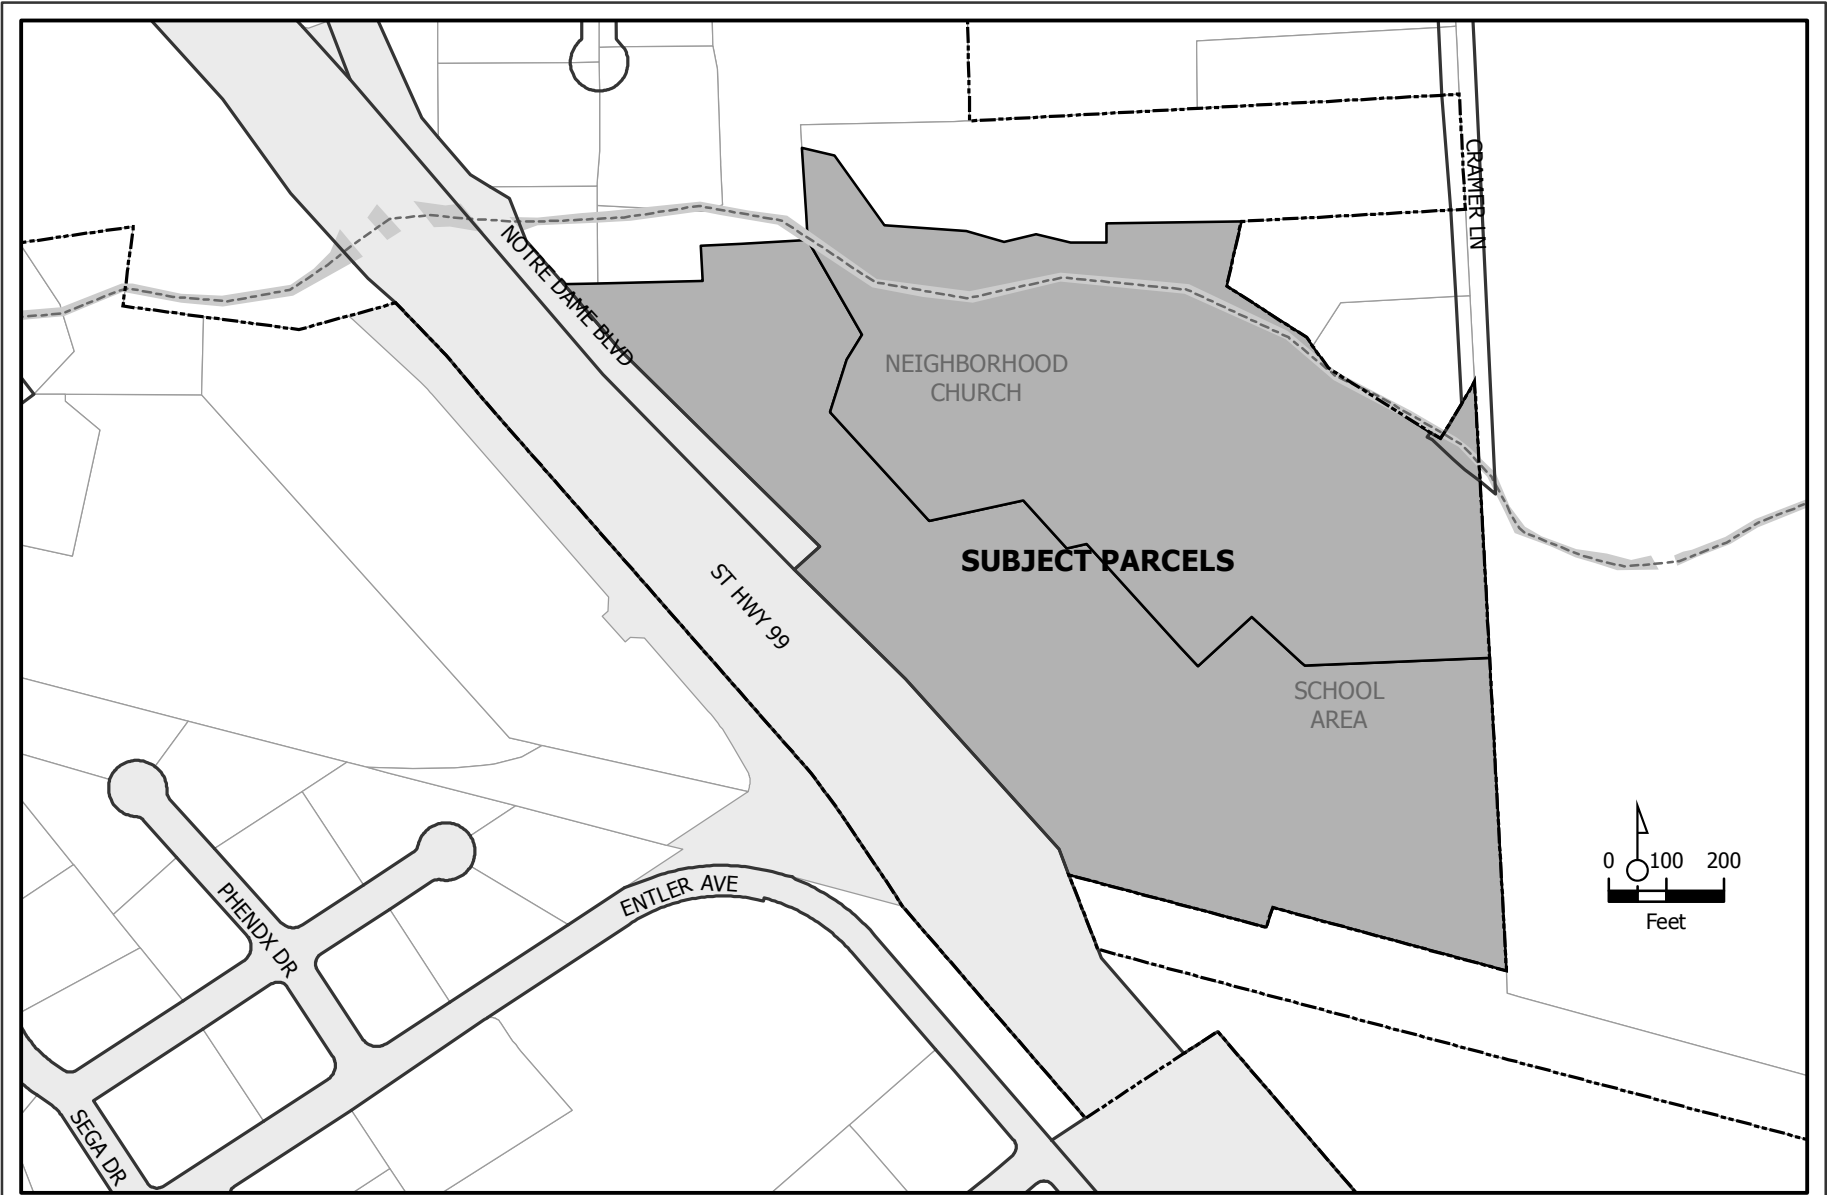 CRAMER LN
NOTRE DAME BLVD
NEIGHBORHOOD
CHURCH
SUBJECT PARCELS
ST HWY 99
SCHOOL
AREA
0 100 200
Feet
ENTLER AVE
PHENDX DR
SEGA DR